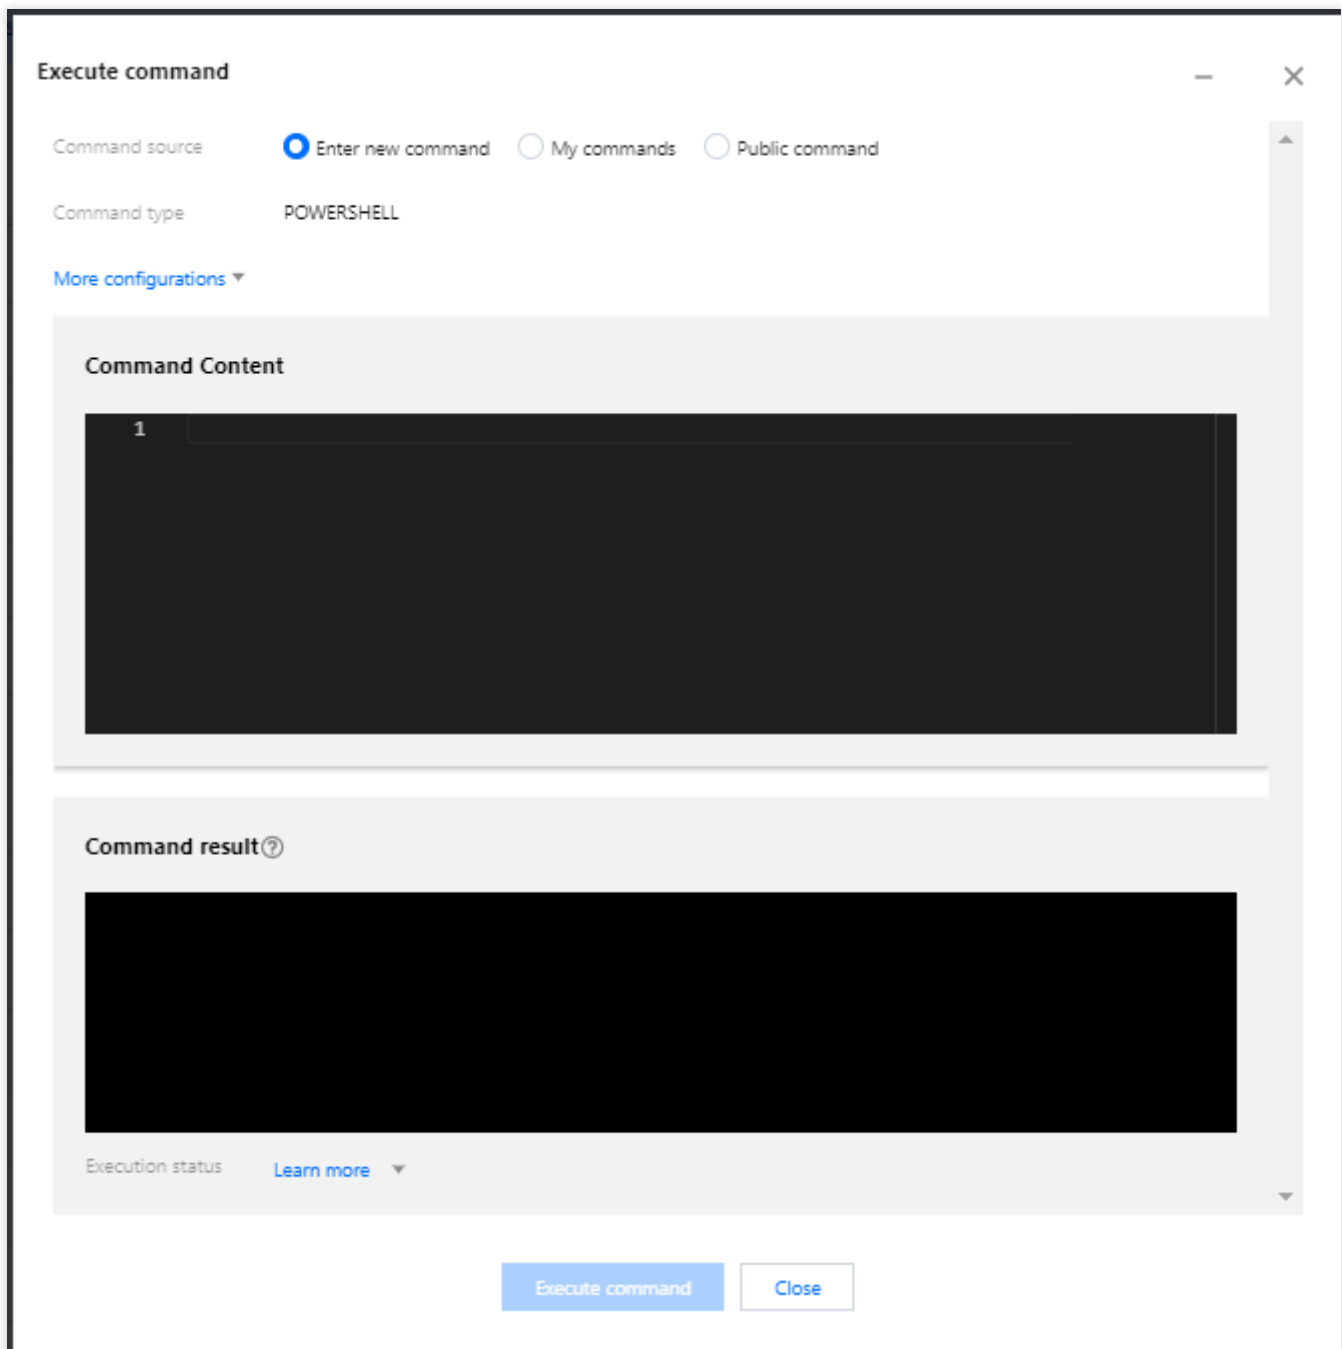 Execute command
Command source Enter new command My commands Public command
Command type POWERSHELL
More configurations
Command Content
1
Command result?
Execution status Learn more
Execute command Close